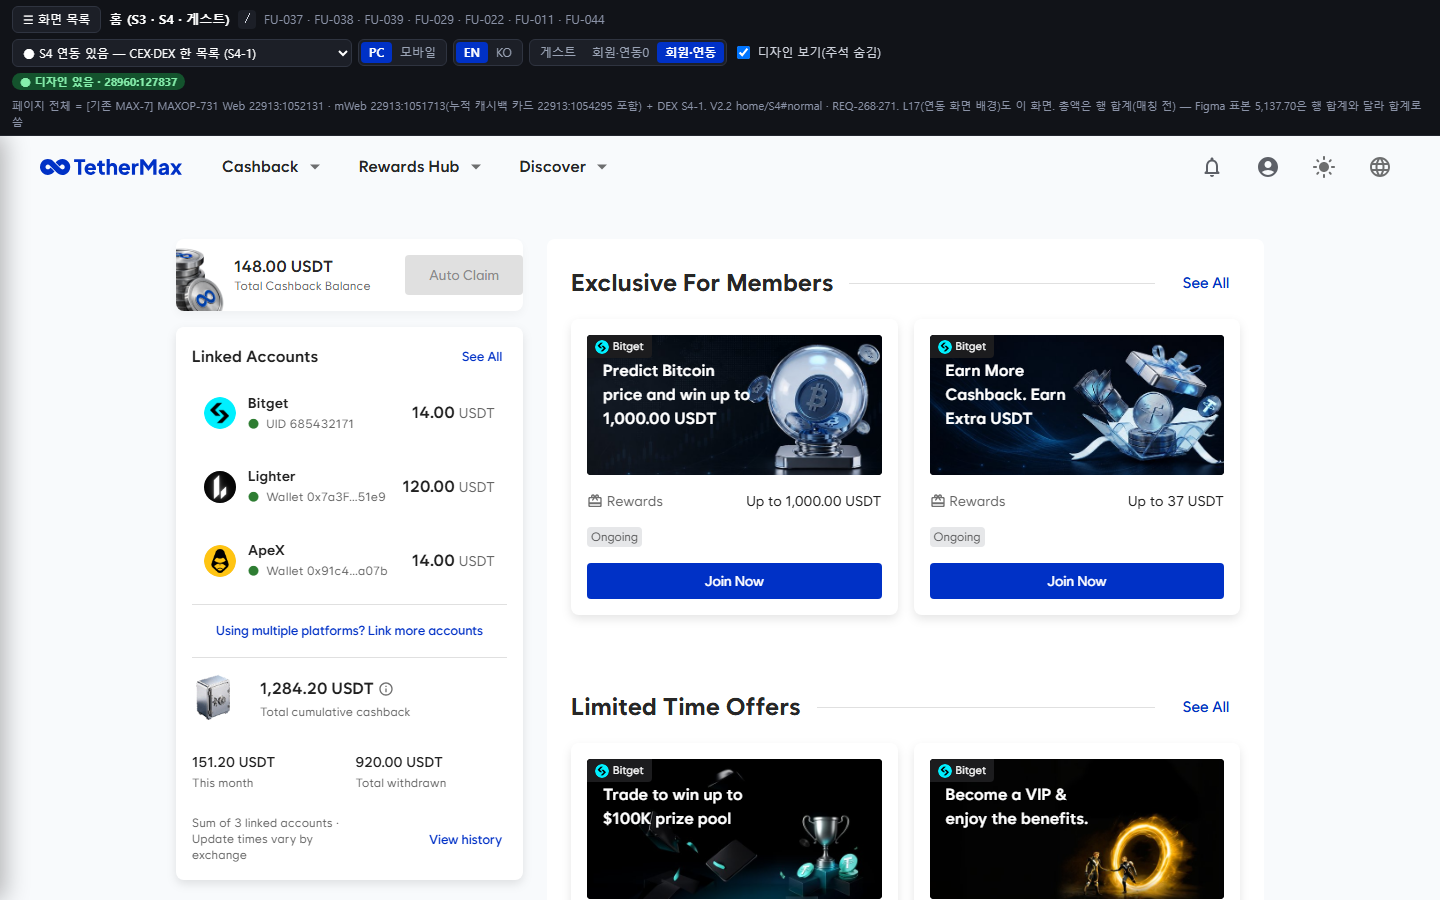 ☰ 화면 목록 홈 (S3 · S4 · 게스트) / FU-037 · FU-038 · FU-039 · FU-029 · FU-022 · FU-011 · FU-044
● S4 연동 있음 — CEX·DEX 한 목록 (S4-1) PC 모바일 EN KO 게스트 회원·연동0 회원·연동 디자인 보기(주석 숨김)
● 디자인 있음 · 28960:127837
페이지 전체 = [기존 MAX-7] MAXOP-731 Web 22913:1052131 · mWeb 22913:1051713(누적 캐시백 카드 22913:1054295 포함) + DEX S4-1. V2.2 home/S4#normal · REQ-268·271. L17(연동 화면 배경)도 이 화면. 총액은 행 합계(매칭 전) — Figma 표본 5,137.70은 행 합계와 달라 합계로
씀
TetherMax Cashback Rewards Hub Discover
148.00 USDT
Total Cashback Balance
Auto Claim
Linked Accounts See All
Bitget
UID 685432171
14.00 USDT
Lighter
Wallet 0x7a3F...51e9
120.00 USDT
ApeX
Wallet 0x91c4...a07b
14.00 USDT
Using multiple platforms? Link more accounts
1,284.20 USDT
Total cumulative cashback
151.20 USDT
This month
920.00 USDT
Total withdrawn
Sum of 3 linked accounts ·
Update times vary by
exchange
View history
Exclusive For Members See All
Bitget
Predict Bitcoin
price and win up to
1,000.00 USDT
Rewards Up to 1,000.00 USDT
Ongoing
Join Now
Bitget
Earn More
Cashback. Earn
Extra USDT
Rewards Up to 37 USDT
Ongoing
Join Now
Limited Time Offers See All
Bitget
Trade to win up to
$100K prize pool
Bitget
Become a VIP &
enjoy the benefits.